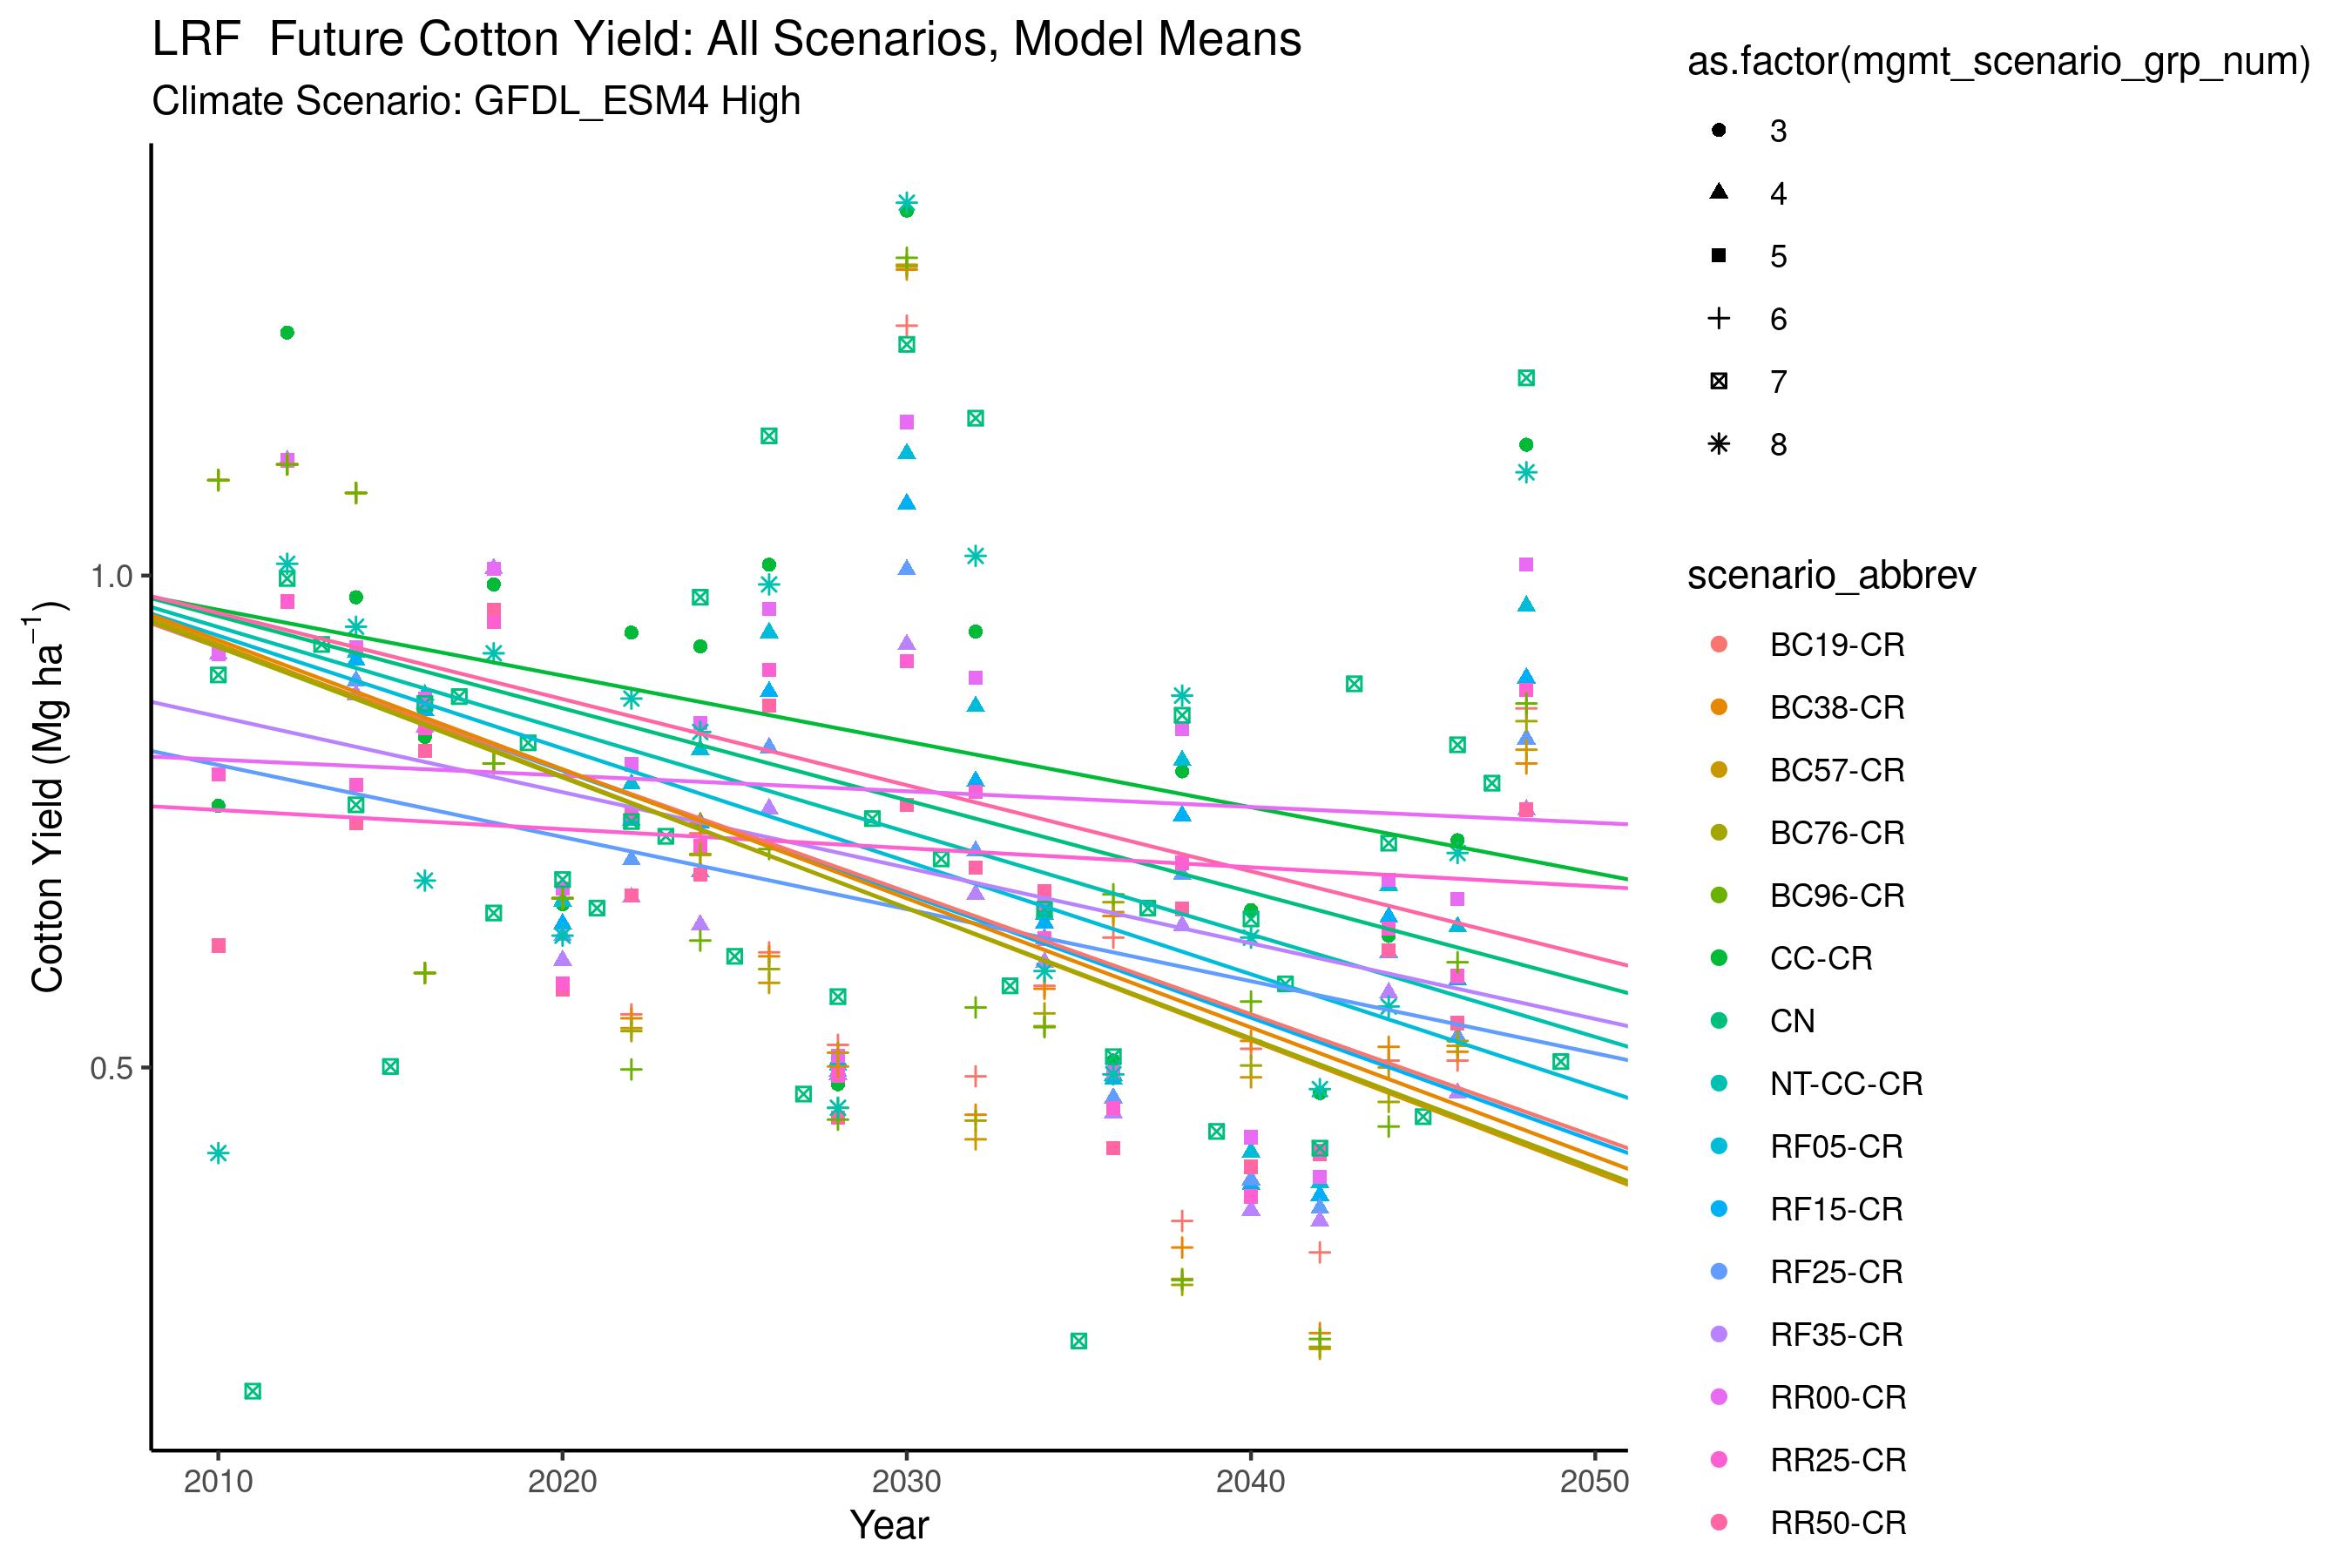 LRF  Future Cotton Yield: All Scenarios, Model Means
Climate Scenario: GFDL_ESM4 High
Cotton Yield (Mg ha⁻¹)
1.0
0.5
2010 2020 2030 2040 2050
Year
as.factor(mgmt_scenario_grp_num)
3
4
5
6
7
8
scenario_abbrev
BC19-CR
BC38-CR
BC57-CR
BC76-CR
BC96-CR
CC-CR
CN
NT-CC-CR
RF05-CR
RF15-CR
RF25-CR
RF35-CR
RR00-CR
RR25-CR
RR50-CR